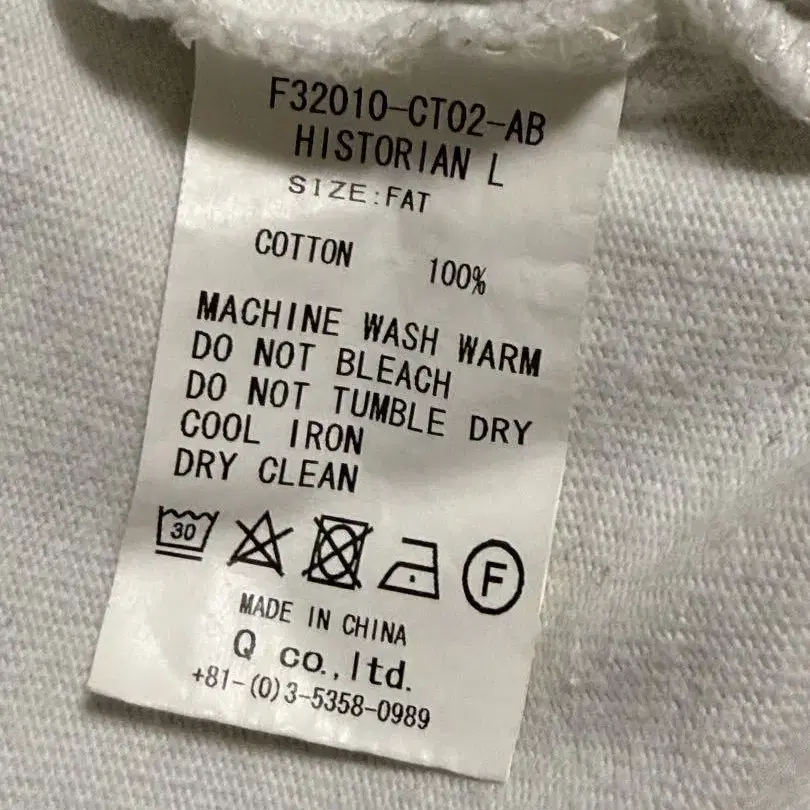 F32010-CT02-AB
HISTORIAN L
SIZE:FAT
COTTON 100%
MACHINE WASH WARM
DO NOT BLEACH
DO NOT TUMBLE DRY
COOL IRON
DRY CLEAN
30 F
MADE IN CHINA
Q co.,ltd.
+81-(0)3-5358-0989